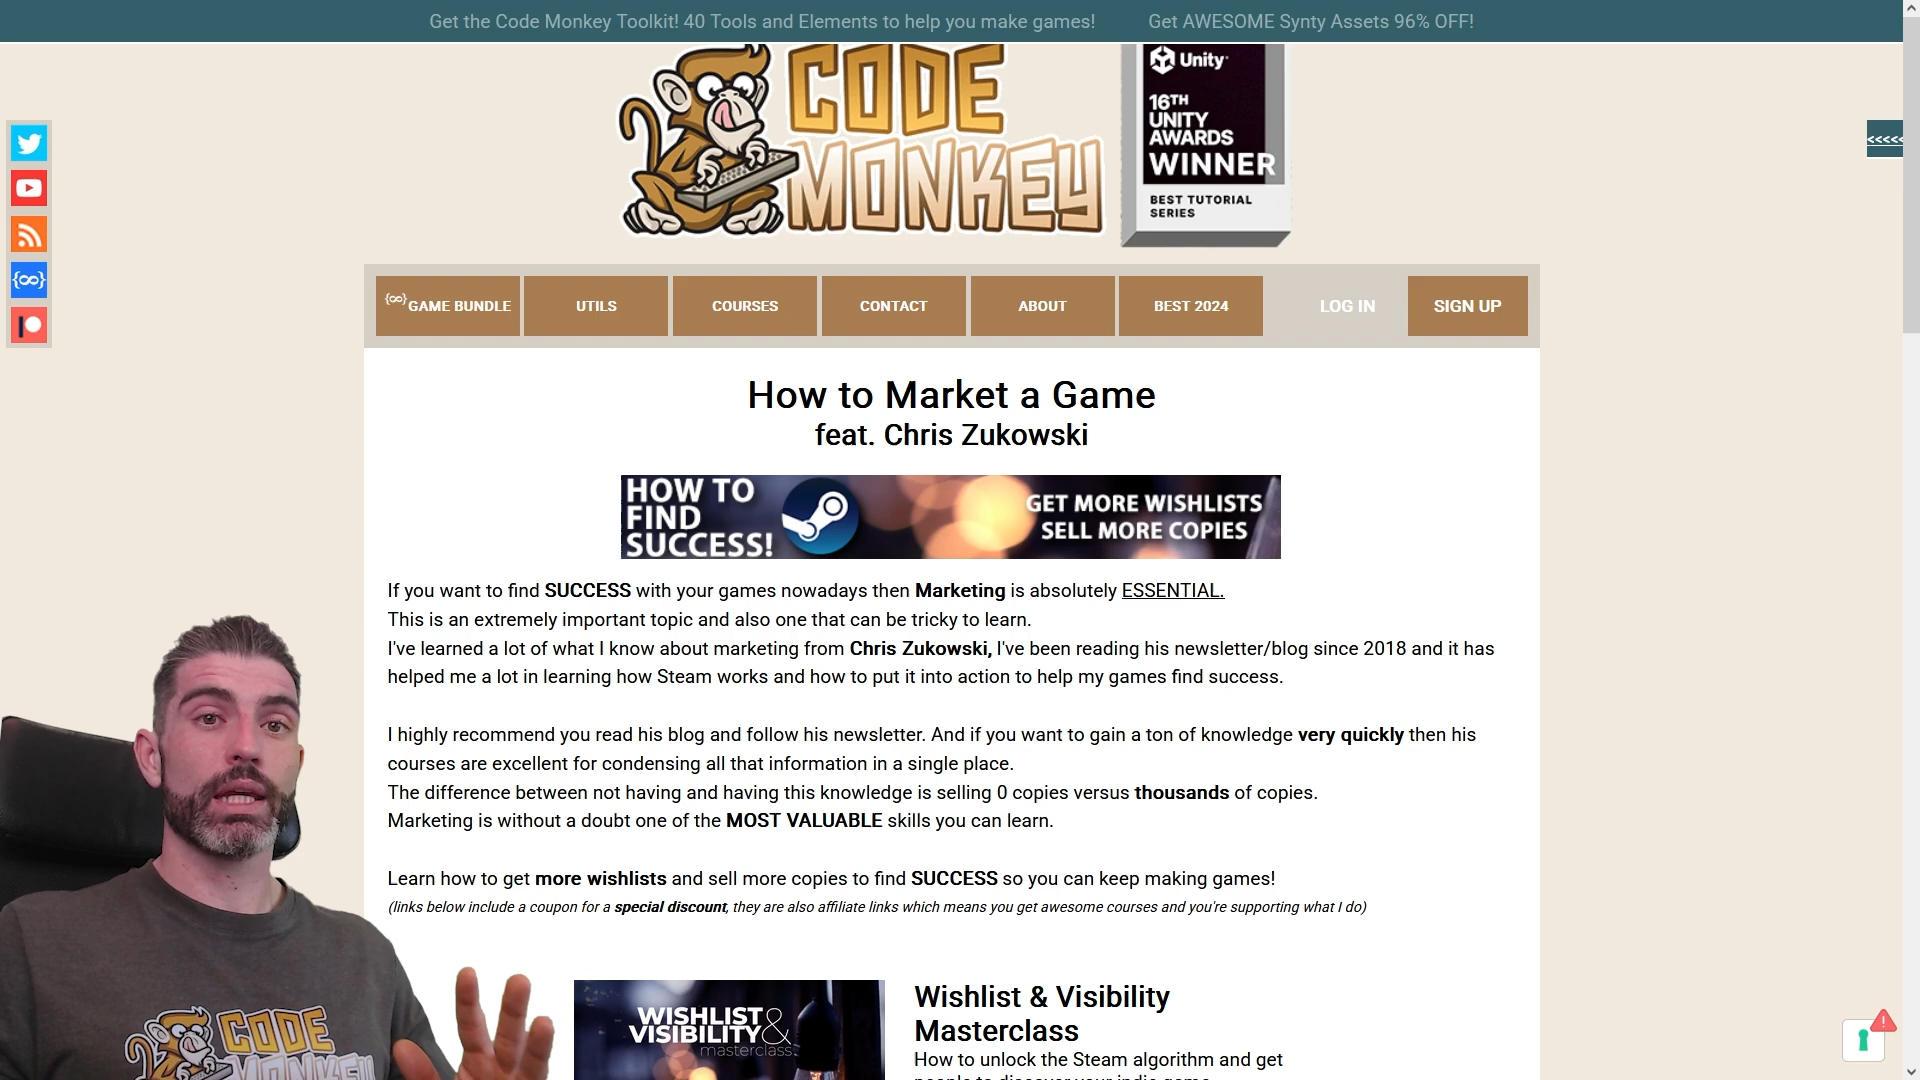 Get the Code Monkey Toolkit! 40 Tools and Elements to help you make games!
Get AWESOME Synty Assets 96% OFF!
CODE
MONKEY
Unity
16TH
UNITY
AWARDS
WINNER
BEST TUTORIAL
SERIES
<<<<<
{∞} GAME BUNDLE
UTILS
COURSES
CONTACT
ABOUT
BEST 2024
LOG IN
SIGN UP
How to Market a Game
feat. Chris Zukowski
HOW TO
FIND
SUCCESS!
GET MORE WISHLISTS
SELL MORE COPIES
If you want to find SUCCESS with your games nowadays then Marketing is absolutely ESSENTIAL.
This is an extremely important topic and also one that can be tricky to learn.
I've learned a lot of what I know about marketing from Chris Zukowski, I've been reading his newsletter/blog since 2018 and it has
helped me a lot in learning how Steam works and how to put it into action to help my games find success.
I highly recommend you read his blog and follow his newsletter. And if you want to gain a ton of knowledge very quickly then his
courses are excellent for condensing all that information in a single place.
The difference between not having and having this knowledge is selling 0 copies versus thousands of copies.
Marketing is without a doubt one of the MOST VALUABLE skills you can learn.
Learn how to get more wishlists and sell more copies to find SUCCESS so you can keep making games!
(links below include a coupon for a special discount, they are also affiliate links which means you get awesome courses and you're supporting what I do)
WISHLIST &
VISIBILITY
masterclass
Wishlist & Visibility
Masterclass
How to unlock the Steam algorithm and get
people to discover your indie game
CODE
MONKEY